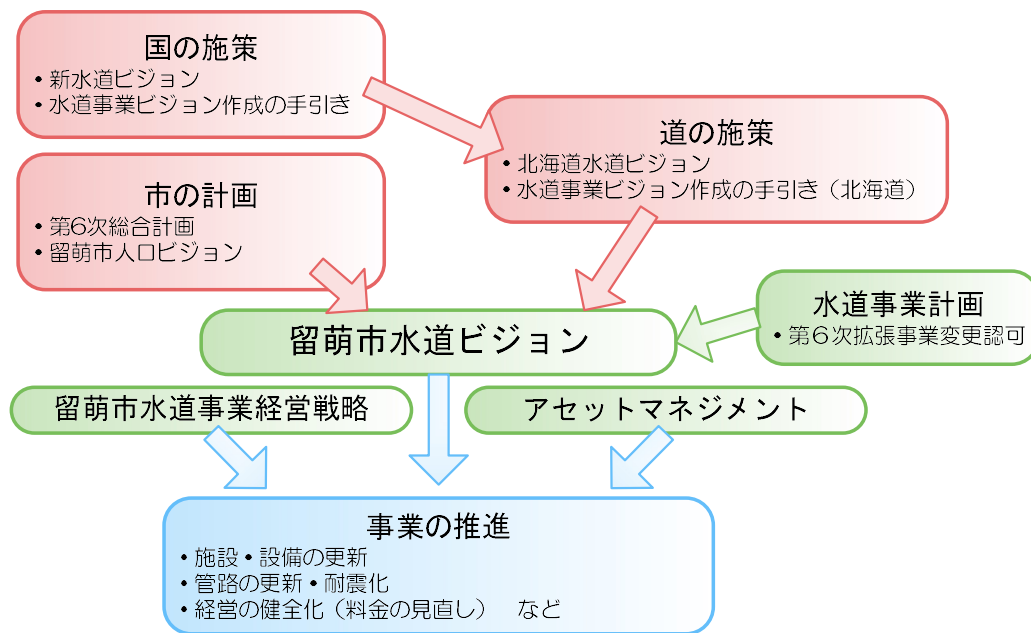 国の施策
• 新水道ビジョン
• 水道事業ビジョン作成の手引き
道の施策
• 北海道水道ビジョン
• 水道事業ビジョン作成の手引き（北海道）
市の計画
• 第6次総合計画
• 留萌市人口ビジョン
水道事業計画
• 第６次拡張事業変更認可
留萌市水道ビジョン
留萌市水道事業経営戦略
アセットマネジメント
事業の推進
• 施設・設備の更新
• 管路の更新・耐震化
• 経営の健全化（料金の見直し）　など